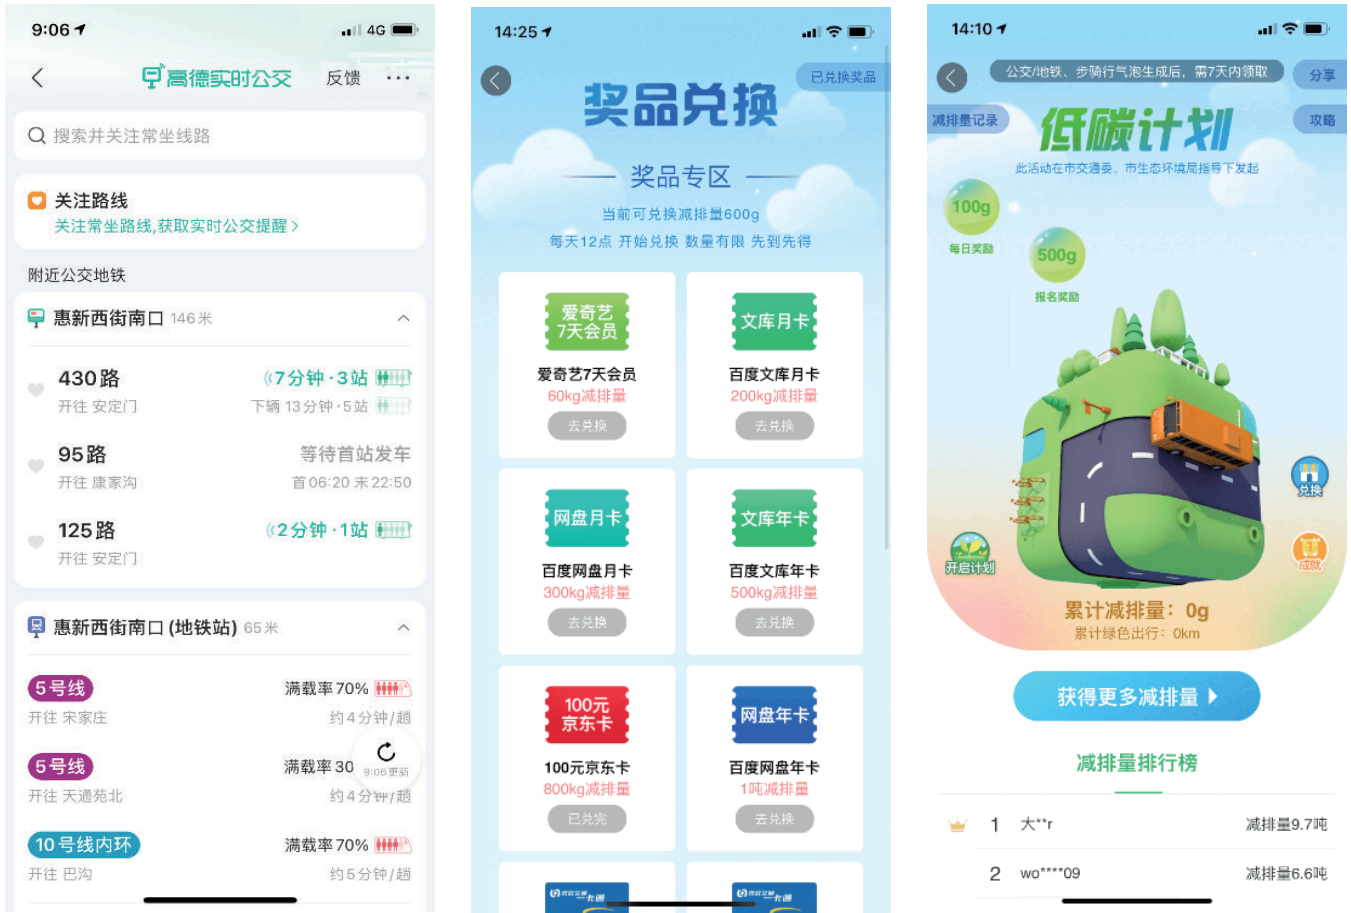 9:06
4G
高德实时公交
反馈
搜索并关注常坐线路
关注路线
关注常坐路线,获取实时公交提醒
附近公交地铁
惠新西街南口 146米
430路
7分钟·3站
开往 安定门
下辆 13分钟·5站
95路
等待首站发车
开往 康家沟
首06:20 末22:50
125路
2分钟·1站
开往 安定门
惠新西街南口 (地铁站) 65米
5号线
满载率70%
开往 宋家庄
约4分钟/趟
5号线
满载率30
9:06更新
开往 天通苑北
约4分钟/趟
10号线内环
满载率70%
开往 巴沟
约5分钟/趟
14:25
已兑换奖品
奖品兑换
奖品专区
当前可兑换减排量600g
每天12点 开始兑换 数量有限 先到先得
爱奇艺
7天会员
爱奇艺7天会员
60kg减排量
去兑换
文库月卡
百度文库月卡
200kg减排量
去兑换
网盘月卡
百度网盘月卡
300kg减排量
去兑换
文库年卡
百度文库年卡
500kg减排量
去兑换
100元
京东卡
100元京东卡
800kg减排量
已兑完
网盘年卡
百度网盘年卡
1吨减排量
去兑换
一卡通
一卡通
14:10
公交/地铁、步骑行气泡生成后，需7天内领取
分享
减排量记录
攻略
低碳计划
此活动在市交通委、市生态环境局指导下发起
100g
每日奖励
500g
报名奖励
兑换
开启计划
成就
累计减排量：0g
累计绿色出行：0km
获得更多减排量
减排量排行榜
1 大**r 减排量9.7吨
2 wo****09 减排量6.6吨